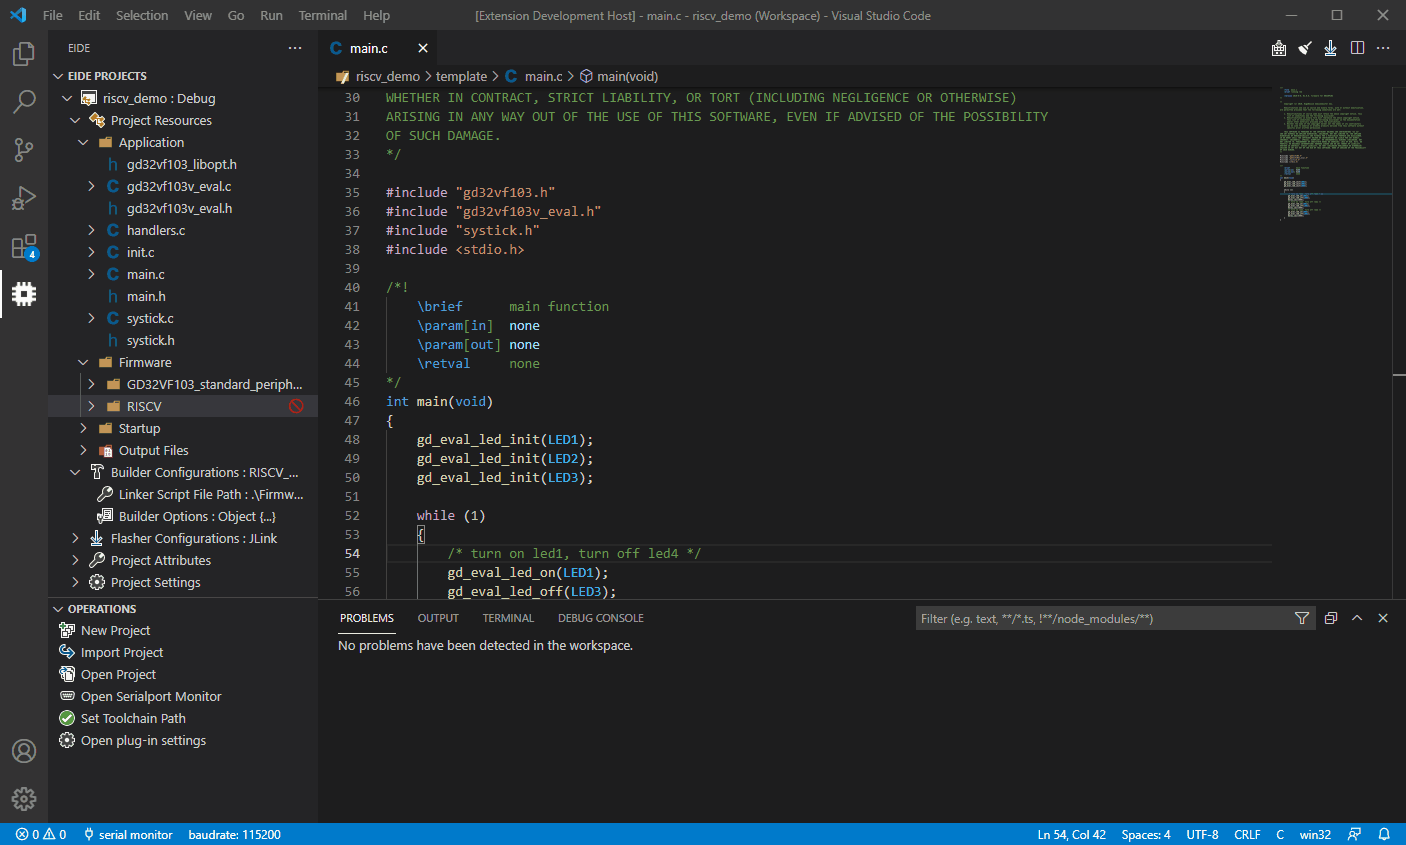 File Edit Selection View Go Run Terminal Help [Extension Development Host] - main.c - riscv_demo (Workspace) - Visual Studio Code
EIDE
EIDE PROJECTS
riscv_demo : Debug
Project Resources
Application
h gd32vf103_libopt.h
C gd32vf103v_eval.c
h gd32vf103v_eval.h
C handlers.c
C init.c
C main.c
h main.h
C systick.c
h systick.h
Firmware
GD32VF103_standard_periph...
RISCV
Startup
Output Files
Builder Configurations : RISCV_...
Linker Script File Path : .\Firmw...
Builder Options : Object {...}
Flasher Configurations : JLink
Project Attributes
Project Settings
4
OPERATIONS
New Project
Import Project
Open Project
Open Serialport Monitor
Set Toolchain Path
Open plug-in settings
C main.c
riscv_demo > template > C main.c > main(void)
30 WHETHER IN CONTRACT, STRICT LIABILITY, OR TORT (INCLUDING NEGLIGENCE OR OTHERWISE)
31 ARISING IN ANY WAY OUT OF THE USE OF THIS SOFTWARE, EVEN IF ADVISED OF THE POSSIBILITY
32 OF SUCH DAMAGE.
33 */
34
35 #include "gd32vf103.h"
36 #include "gd32vf103v_eval.h"
37 #include "systick.h"
38 #include <stdio.h>
39
40 /*!
41 \brief main function
42 \param[in] none
43 \param[out] none
44 \retval none
45 */
46 int main(void)
47 {
48 gd_eval_led_init(LED1);
49 gd_eval_led_init(LED2);
50 gd_eval_led_init(LED3);
51
52 while (1)
53 {
54 /* turn on led1, turn off led4 */
55 gd_eval_led_on(LED1);
56 gd_eval_led_off(LED3);
PROBLEMS OUTPUT TERMINAL DEBUG CONSOLE Filter (e.g. text, **/*.ts, !**/node_modules/**)
No problems have been detected in the workspace.
0 0 serial monitor baudrate: 115200 Ln 54, Col 42 Spaces: 4 UTF-8 CRLF C win32